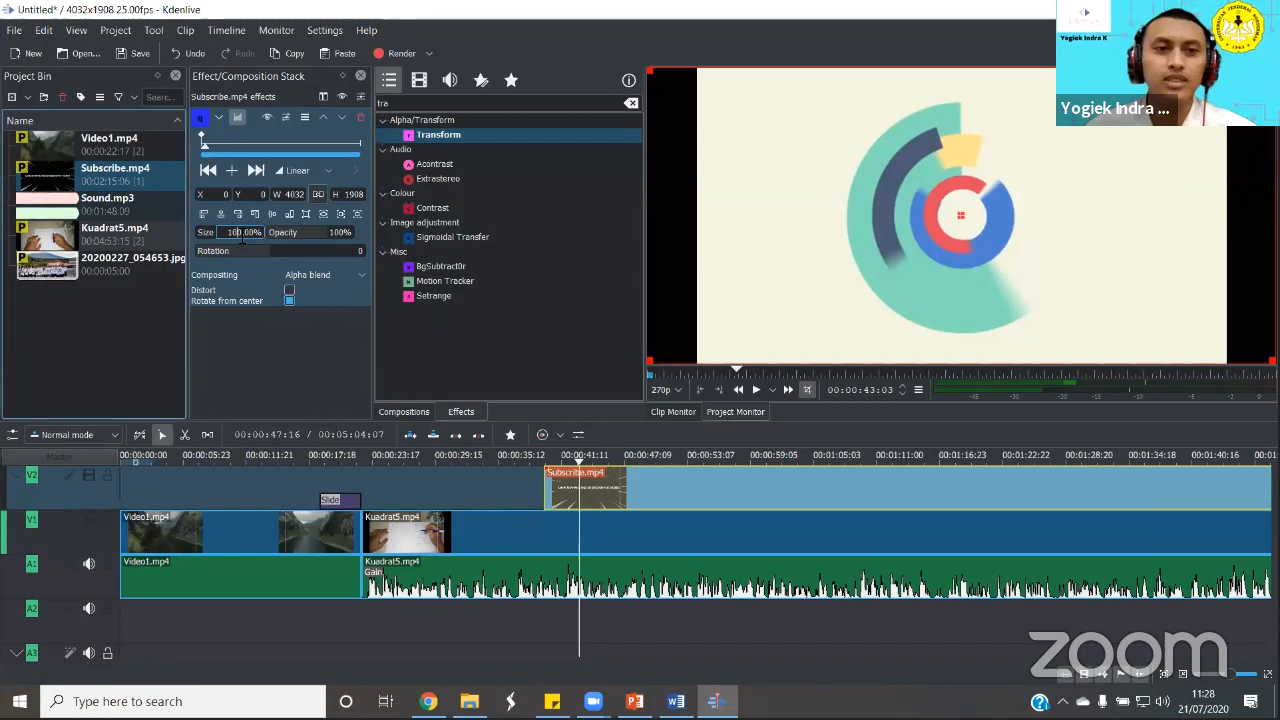 Untitled* / 4032x1908 25.00fps - Kdenlive
File Edit View Project Tool Clip Timeline Monitor Settings Help
New Open... Save Undo Redo Copy Paste Render
Project Bin
Search...
Name
Video1.mp4
00:00:22:17 [1]
Subscribe.mp4
00:02:15:06 [1]
Sound.mp3
00:01:48:09
Kuadrat5.mp4
00:04:53:15 [2]
20200227_054653.jpg
00:00:05:00
Effect/Composition Stack
Subscribe.mp4 effects
Linear
X 0 Y 0 W 4032 H 1908
Size 100.00% Opacity 100%
Rotation 0
Compositing Alpha blend
Distort
Rotate from center
tra
Alpha/Transform
Transform
Audio
Acontrast
Extrastereo
Colour
Contrast
Image adjustment
Sigmoidal Transfer
Misc
BgSubtract0r
Motion Tracker
Setrange
Compositions Effects
270p 00:00:43:03
-45 -30 -20 -15 -10 -5 -2 0
Clip Monitor Project Monitor
Yogiek Indra K
Yogiek Indra ...
Normal mode 00:00:47:16 / 00:05:04:07
Master
00:00:00:00 00:00:05:23 00:00:11:21 00:00:23:17 00:00:35:12 00:00:41:11 00:00:47:09 00:00:53:07 00:00:59:05 00:01:05:03 00:01:11:00 00:01:16:23 00:01:22:22 00:01:28:20 00:01:34:18 00:01:40:16
V2
Subscribe.mp4
Slide
V1
Video1.mp4 Kuadrat5.mp4
A1
Video1.mp4 Kuadrat5.mp4
Gain
A2
A3
zoom
Type here to search
11:28
21/07/2020